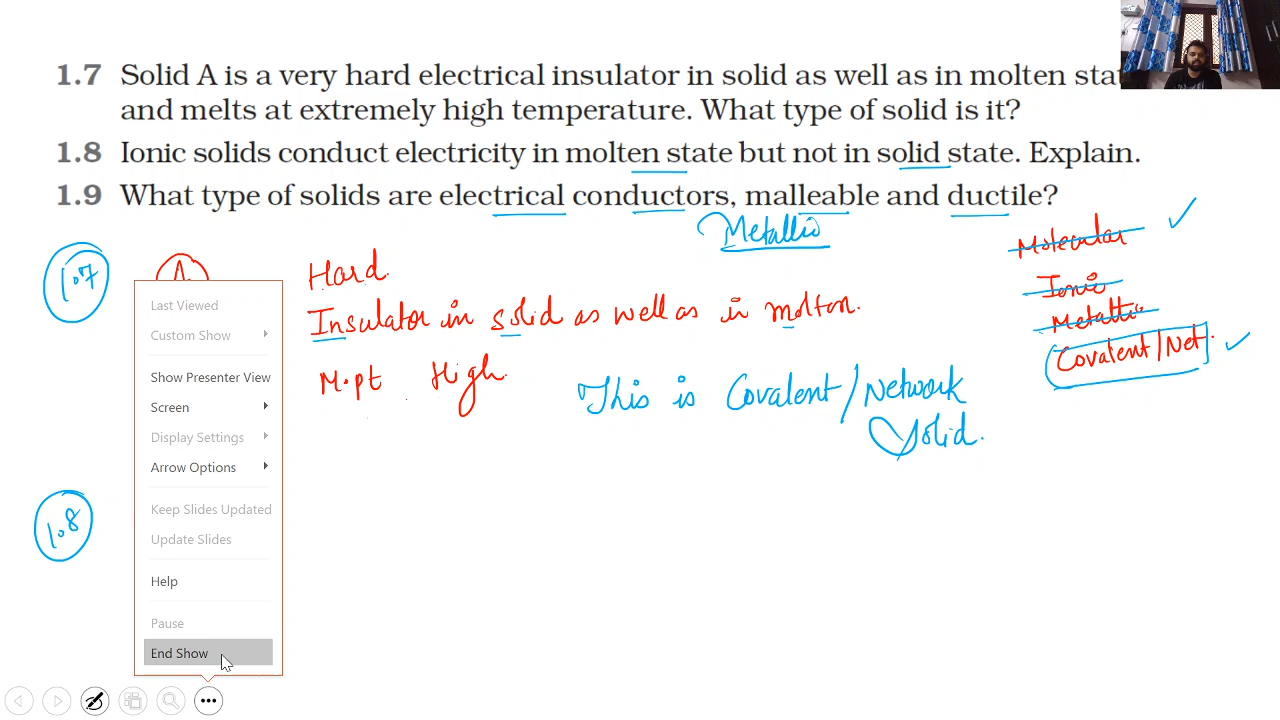 1.7 Solid A is a very hard electrical insulator in solid as well as in molten stat
and melts at extremely high temperature. What type of solid is it?
1.8 Ionic solids conduct electricity in molten state but not in solid state. Explain.
1.9 What type of solids are electrical conductors, malleable and ductile?
Metallic
Molecular
1.7
A
Hard.
Ionic
Insulator in solid as well as in molton.
Metallic
Covalent/Net.
M.pt High.
This is Covalent/Network
Solid.
1.8
Last Viewed
Custom Show
Show Presenter View
Screen
Display Settings
Arrow Options
Keep Slides Updated
Update Slides
Help
Pause
End Show